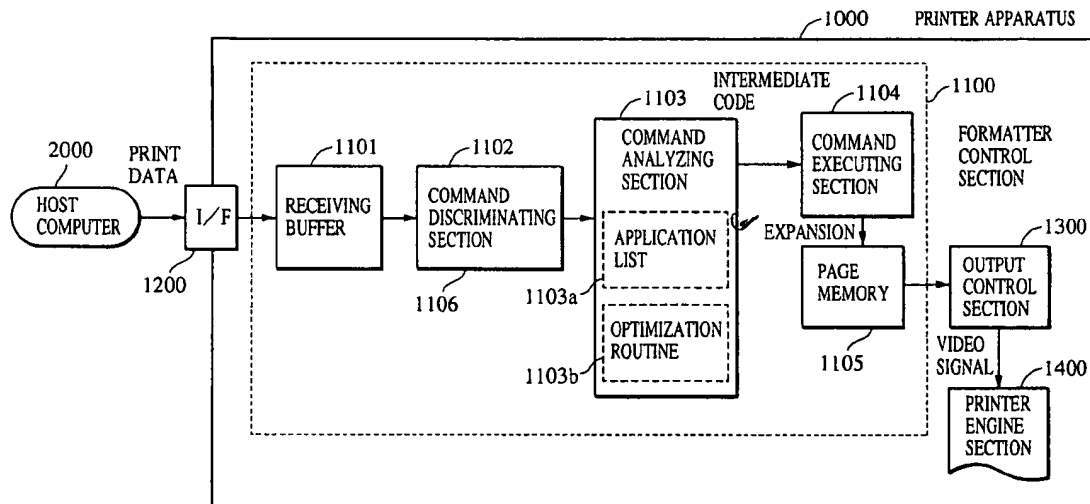 1000
PRINTER APPARATUS
INTERMEDIATE
CODE
1100
FORMATTER
CONTROL
SECTION
2000
HOST
COMPUTER
PRINT
DATA
I/F
1200
1101
RECEIVING
BUFFER
1102
COMMAND
DISCRIMINATING
SECTION
1106
1103
COMMAND
ANALYZING
SECTION
APPLICATION
LIST
1103a
OPTIMIZATION
ROUTINE
1103b
1104
COMMAND
EXECUTING
SECTION
EXPANSION
PAGE
MEMORY
1105
1300
OUTPUT
CONTROL
SECTION
VIDEO
SIGNAL
1400
PRINTER
ENGINE
SECTION